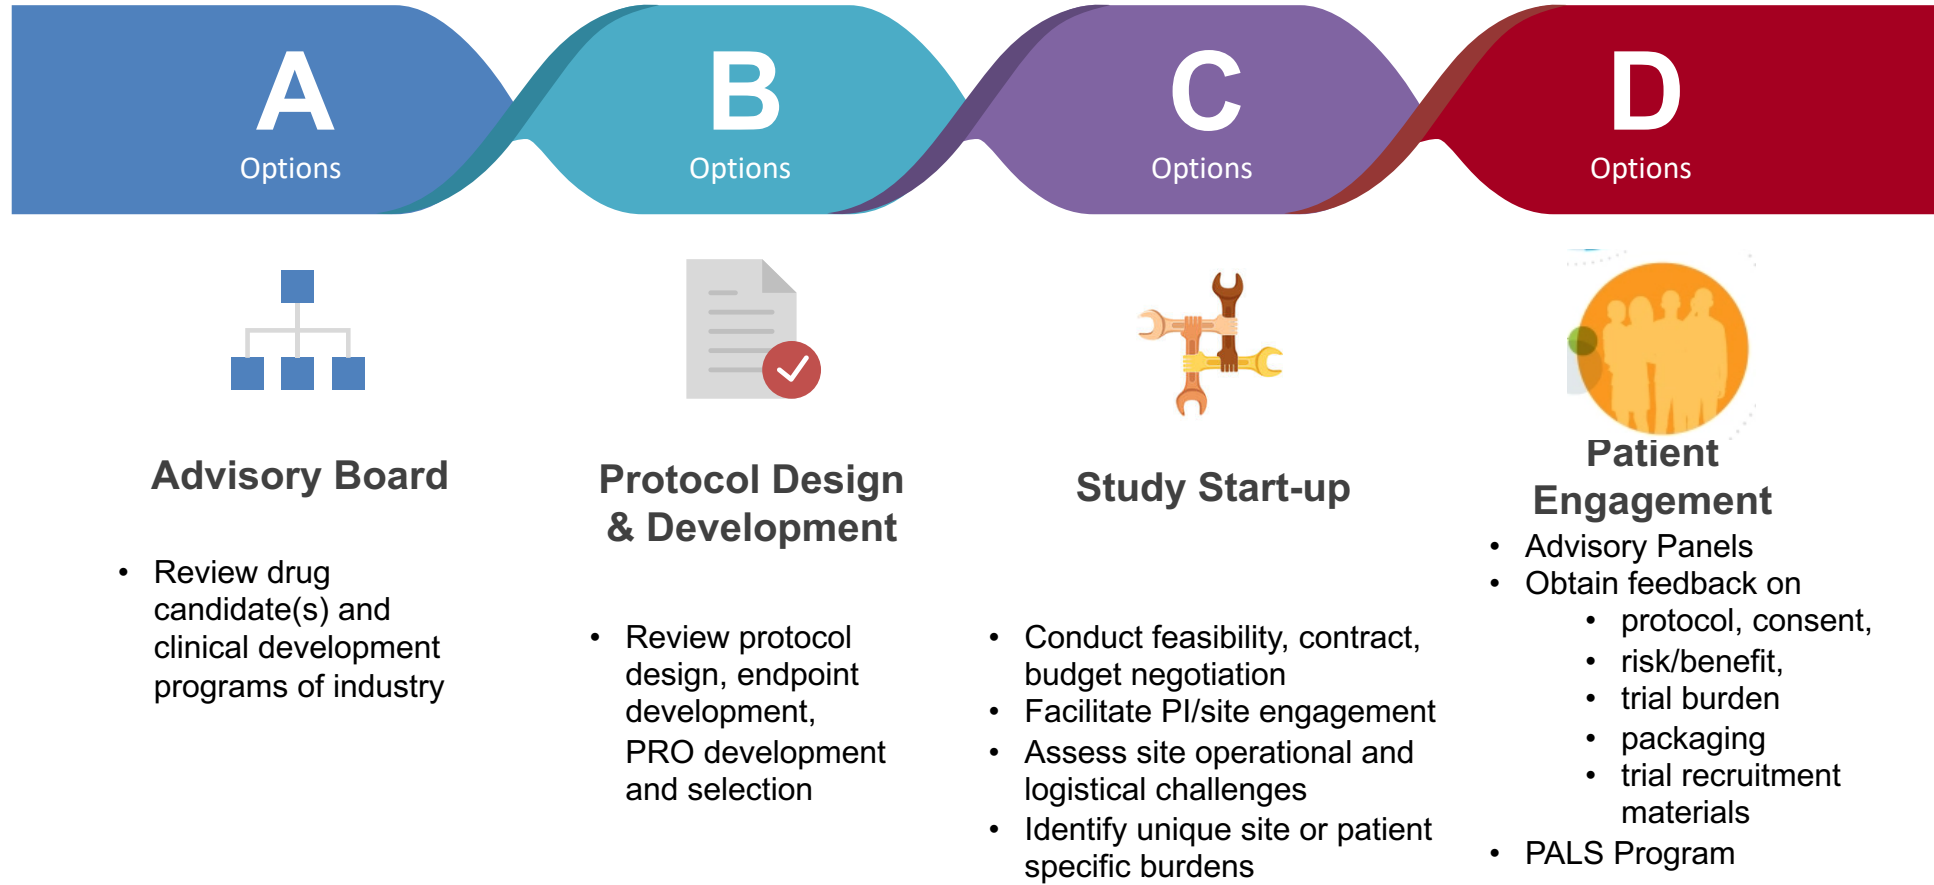 A
Options
B
Options
C
Options
D
Options
Advisory Board
• Review drug
candidate(s) and
clinical development
programs of industry
Protocol Design
& Development
• Review protocol
design, endpoint
development,
PRO development
and selection
Study Start-up
• Conduct feasibility, contract,
budget negotiation
• Facilitate PI/site engagement
• Assess site operational and
logistical challenges
• Identify unique site or patient
specific burdens
Patient
Engagement
• Advisory Panels
• Obtain feedback on
• protocol, consent,
• risk/benefit,
• trial burden
• packaging
• trial recruitment
materials
• PALS Program